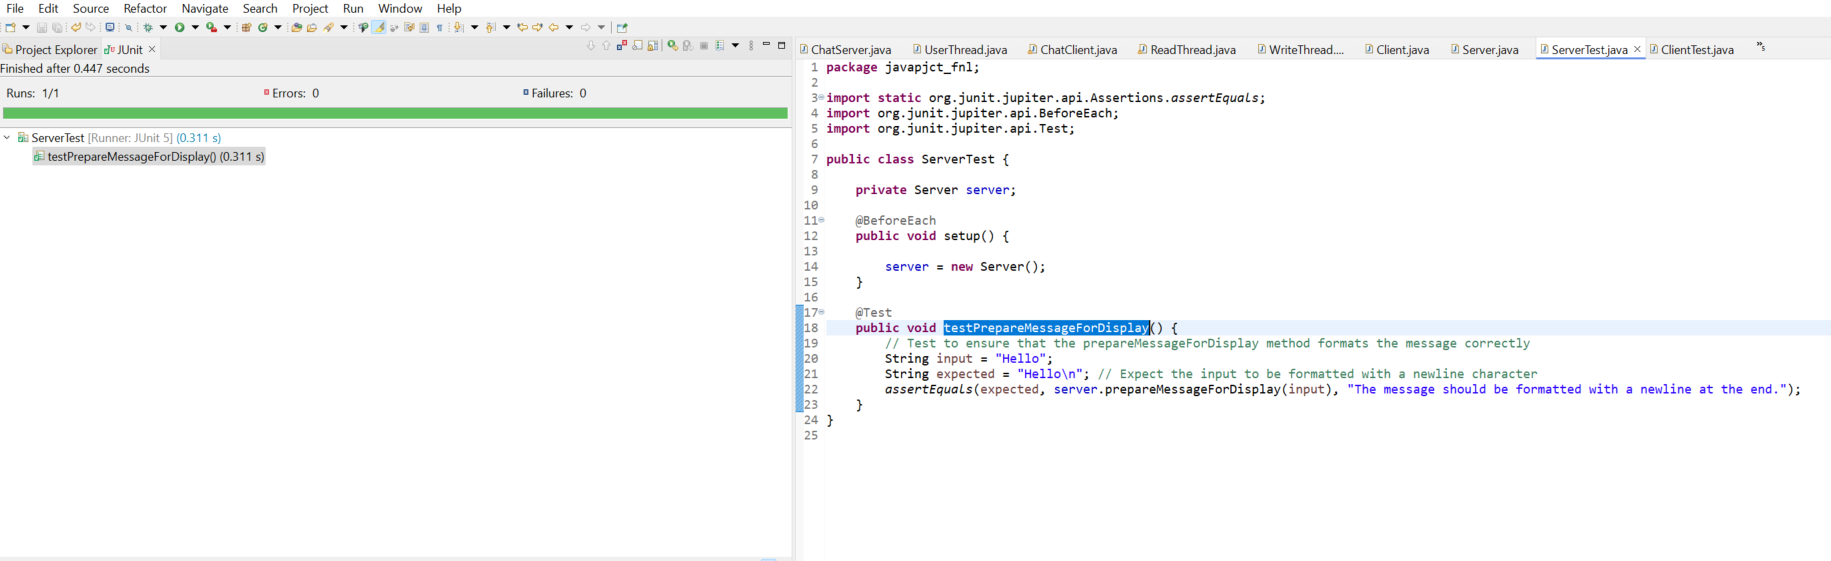 File Edit Source Refactor Navigate Search Project Run Window Help
Project Explorer JUnit
Finished after 0.447 seconds
Runs: 1/1 Errors: 0 Failures: 0
ServerTest [Runner: JUnit 5] (0.311 s)
testPrepareMessageForDisplay() (0.311 s)
ChatServer.java UserThread.java ChatClient.java ReadThread.java WriteThread.... Client.java Server.java ServerTest.java ClientTest.java »5
1 package javapjct_fnl;
2
3 import static org.junit.jupiter.api.Assertions.assertEquals;
4 import org.junit.jupiter.api.BeforeEach;
5 import org.junit.jupiter.api.Test;
6
7 public class ServerTest {
8
9 private Server server;
10
11 @BeforeEach
12 public void setup() {
13
14 server = new Server();
15 }
16
17 @Test
18 public void testPrepareMessageForDisplay() {
19 // Test to ensure that the prepareMessageForDisplay method formats the message correctly
20 String input = "Hello";
21 String expected = "Hello\n"; // Expect the input to be formatted with a newline character
22 assertEquals(expected, server.prepareMessageForDisplay(input), "The message should be formatted with a newline at the end.");
23 }
24 }
25